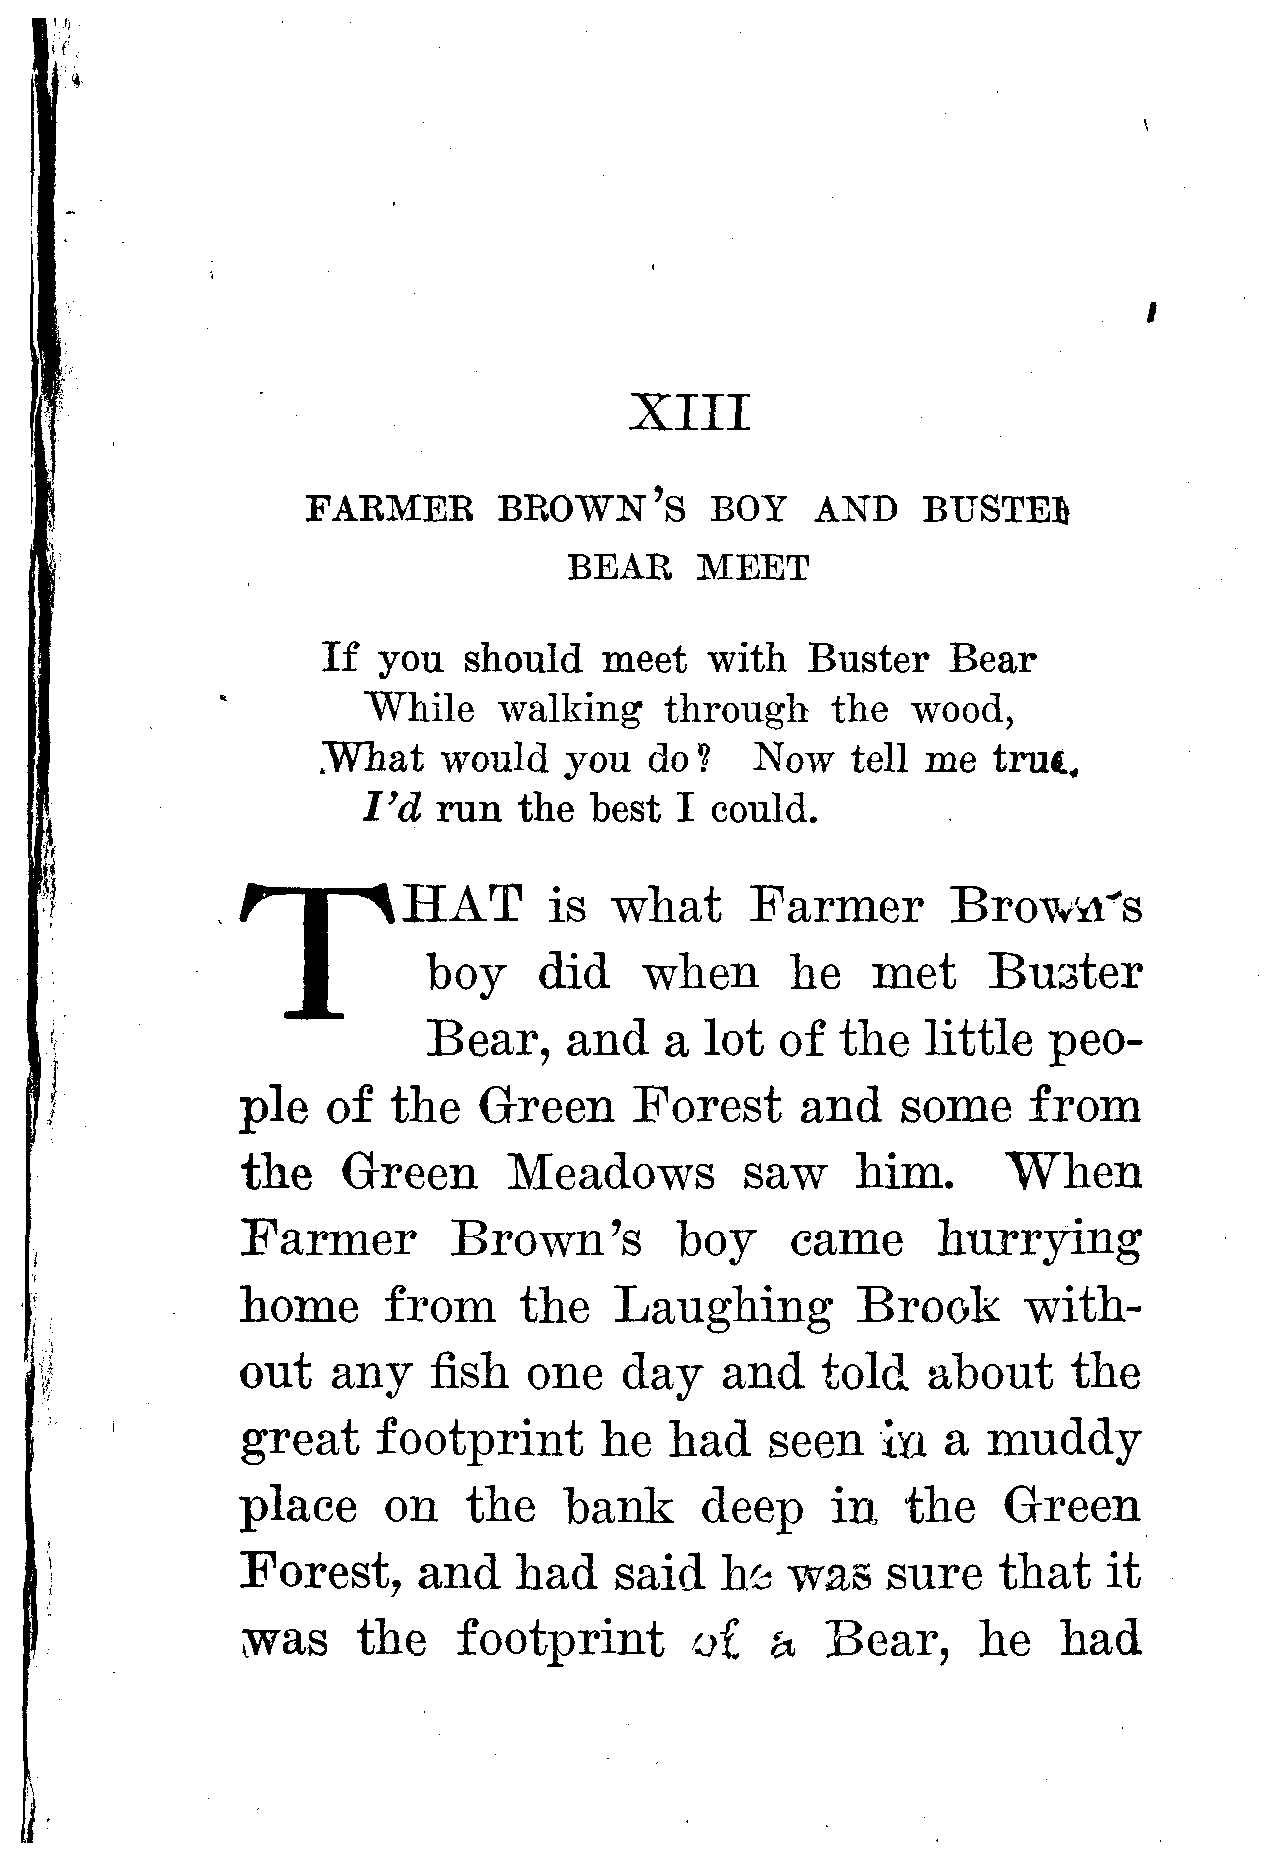 XIII
FARMER BROWN'S BOY AND BUSTER
BEAR MEET
If you should meet with Buster Bear
While walking through the wood,
What would you do? Now tell me true,
I'd run the best I could.
THAT is what Farmer Brown's
boy did when he met Buster
Bear, and a lot of the little peo-
ple of the Green Forest and some from
the Green Meadows saw him. When
Farmer Brown's boy came hurrying
home from the Laughing Brook with-
out any fish one day and told about the
great footprint he had seen in a muddy
place on the bank deep in the Green
Forest, and had said he was sure that it
was the footprint of a Bear, he had